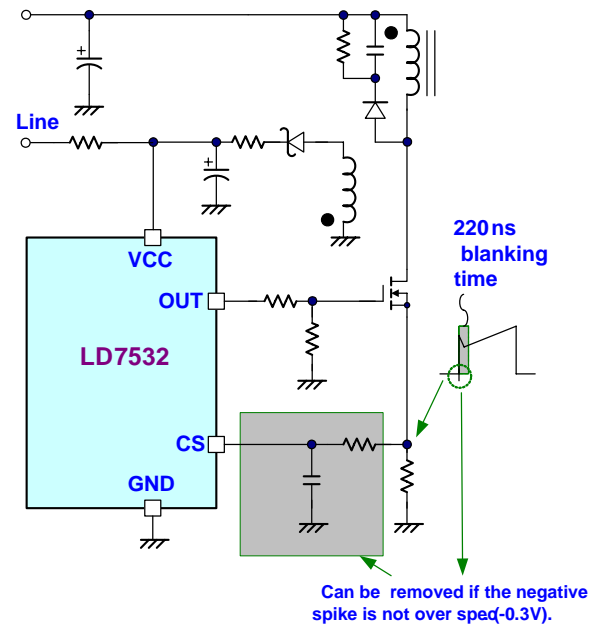 Line
220ns
blanking
time
VCC
OUT
LD7532
CS
GND
+
+
Can be removed if the negative
spike is not over spec(-0.3V).